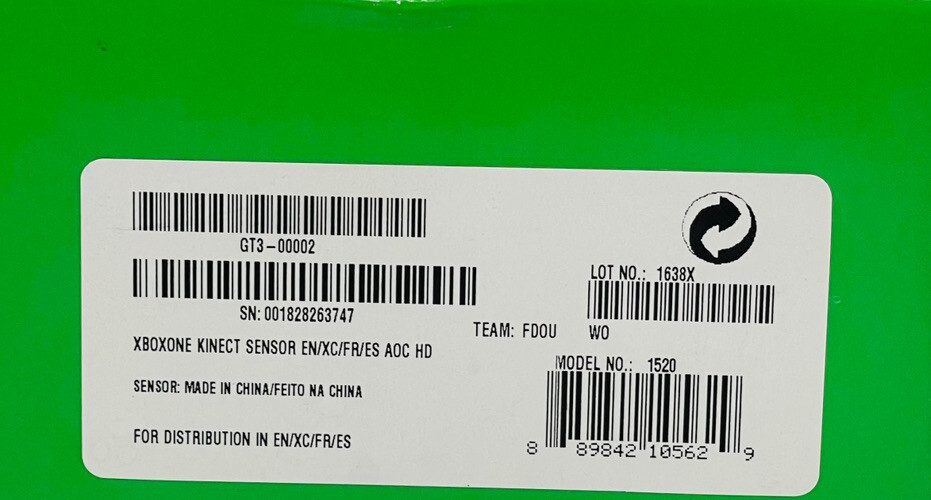 GT3-00002
SN: 001828263747
XBOXONE KINECT SENSOR EN/XC/FR/ES AOC HD
SENSOR: MADE IN CHINA/FEITO NA CHINA
FOR DISTRIBUTION IN EN/XC/FR/ES
LOT NO.: 1638X
TEAM: FDOU WO
MODEL NO.: 1520
8 89842 10562 9